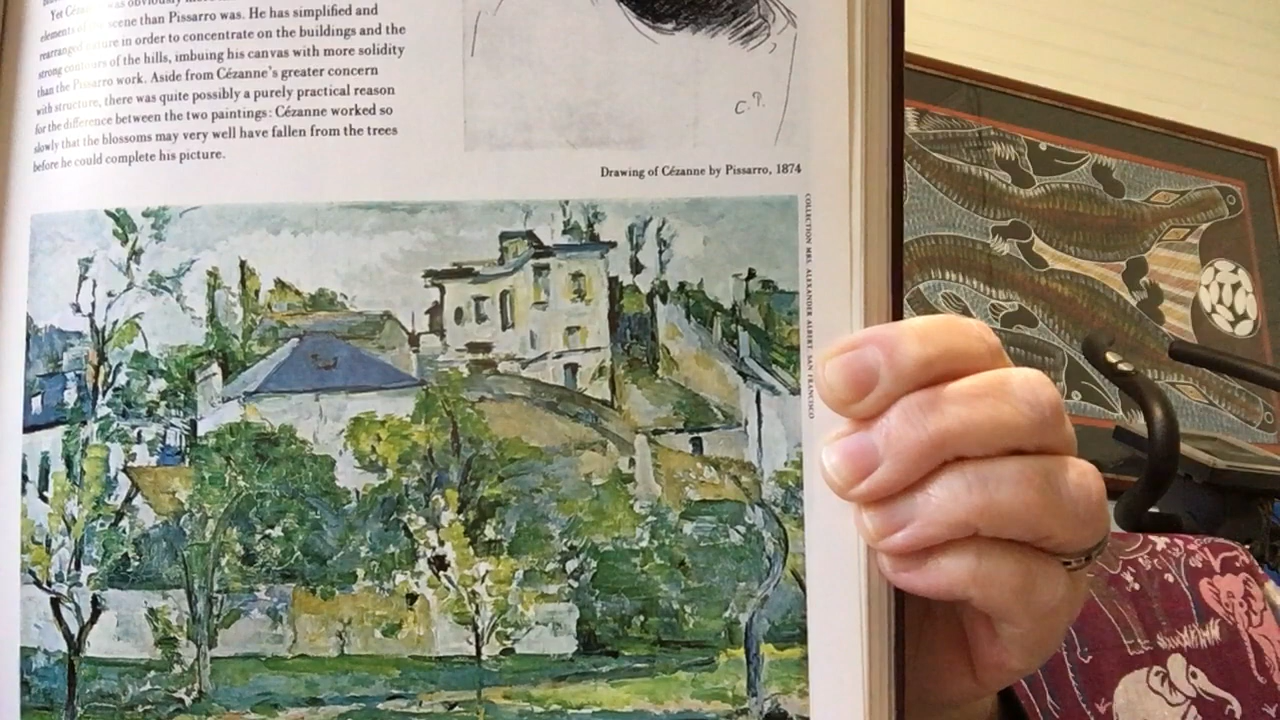 Yet Cézanne was obviously
elements of the scene than Pissarro was. He has simplified and
rearranged nature in order to concentrate on the buildings and the
strong contours of the hills, imbuing his canvas with more solidity
than the Pissarro work. Aside from Cézanne's greater concern
with structure, there was quite possibly a purely practical reason
for the difference between the two paintings: Cézanne worked so
slowly that the blossoms may very well have fallen from the trees
before he could complete his picture.
C.P.
Drawing of Cézanne by Pissarro, 1874
COLLECTION MRS. ALEXANDER ALBERT, SAN FRANCISCO